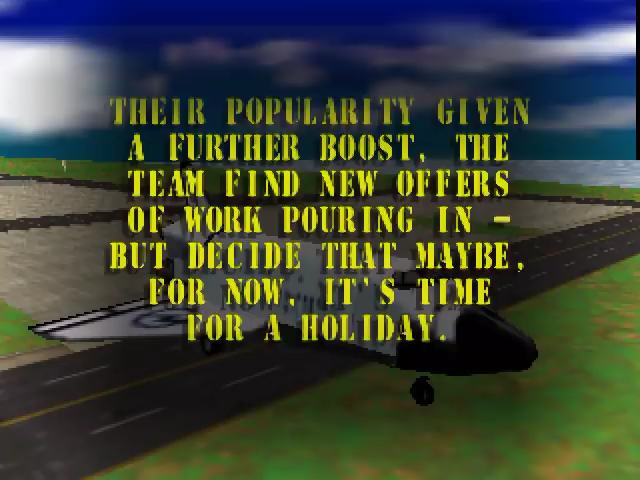 THEIR POPULARITY GIVEN
A FURTHER BOOST, THE
TEAM FIND NEW OFFERS
OF WORK POURING IN -
BUT DECIDE THAT MAYBE,
FOR NOW, IT'S TIME
FOR A HOLIDAY.